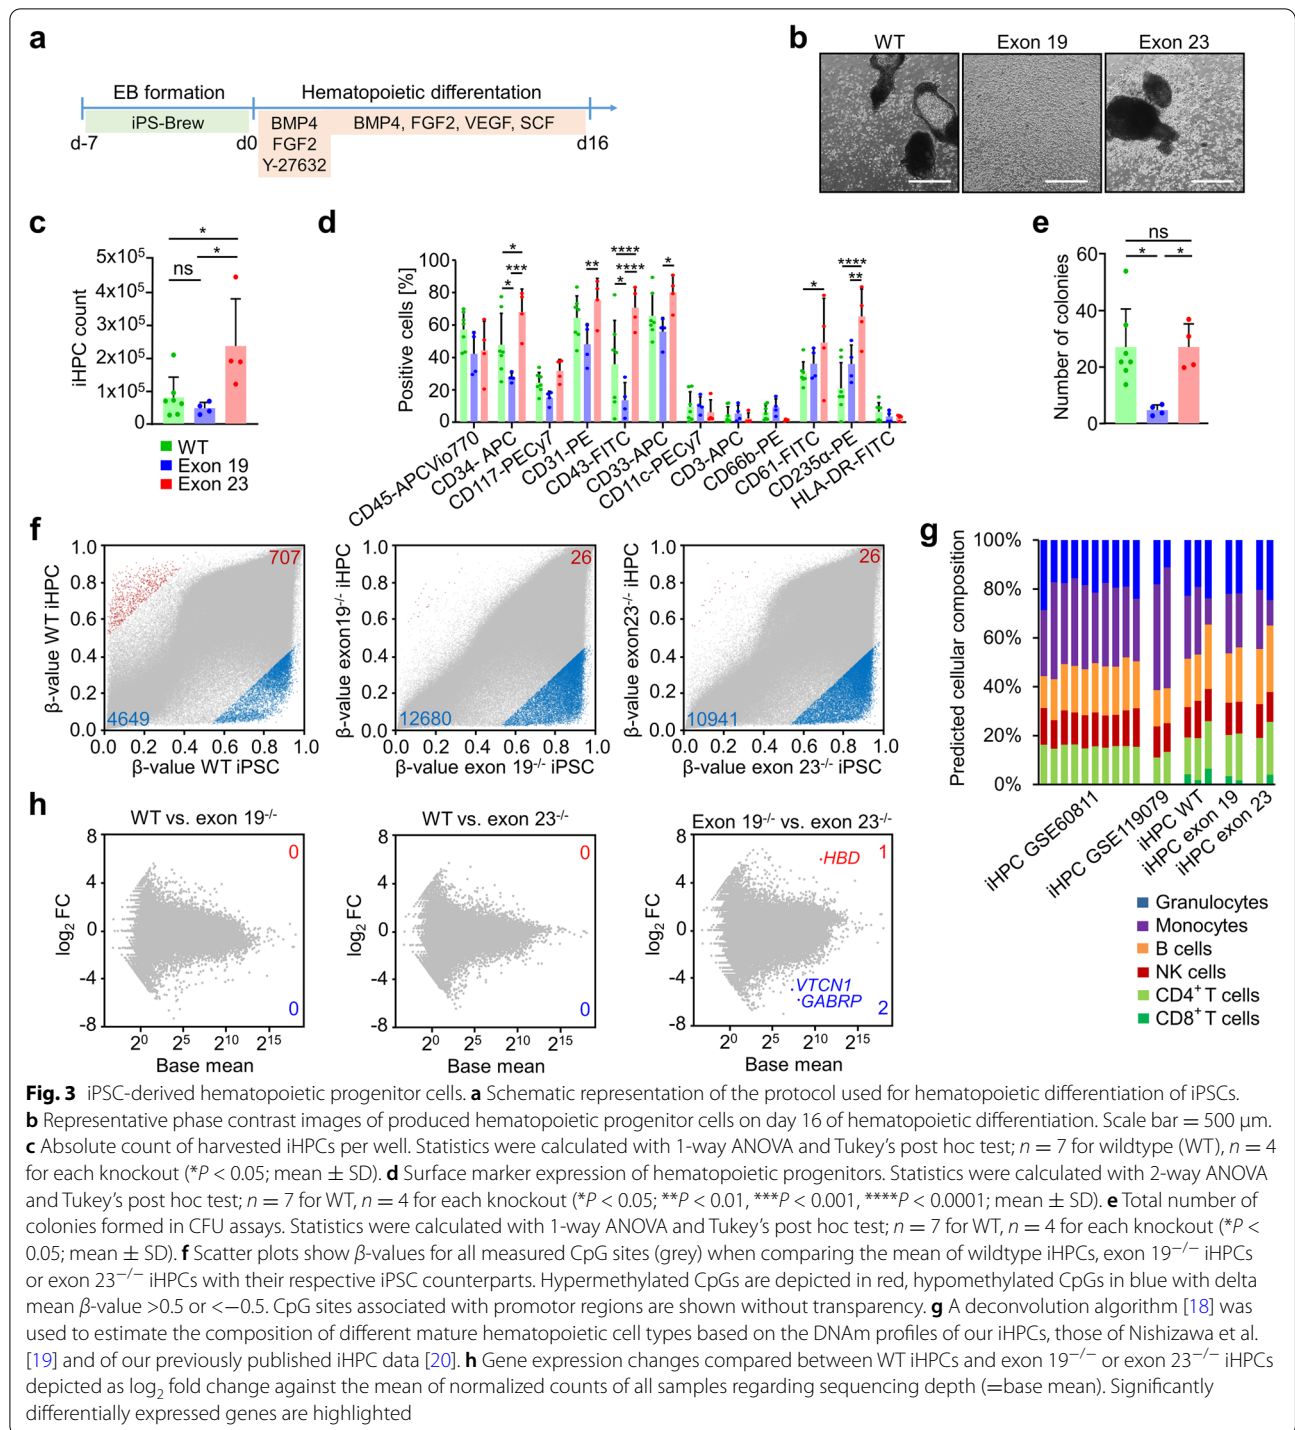 a
EB formation
Hematopoietic differentation
iPS-Brew
BMP4
BMP4, FGF2, VEGF, SCF
d-7
d0
FGF2
d16
Y-27632
b
WT
Exon 19
Exon 23
c
iHPC count
5x10⁵
4x10⁵
3x10⁵
2x10⁵
1x10⁵
0
ns
*
*
WT
Exon 19
Exon 23
d
Positive cells [%]
100
80
60
40
20
0
*
***
*
**
****
****
*
*
*
****
**
CD45-APCVio770
CD34- APC
CD117-PECy7
CD31-PE
CD43-FITC
CD33-APC
CD11c-PECy7
CD3-APC
CD66b-PE
CD61-FITC
CD235α-PE
HLA-DR-FITC
e
Number of colonies
60
40
20
0
ns
*
*
f
β-value WT iHPC
1.0
0.8
0.6
0.4
0.2
0.0
707
4649
0.0 0.2 0.4 0.6 0.8 1.0
β-value WT iPSC
β-value exon19⁻/⁻ iHPC
1.0
0.8
0.6
0.4
0.2
0.0
26
12680
0.0 0.2 0.4 0.6 0.8 1.0
β-value exon 19⁻/⁻ iPSC
β-value exon23⁻/⁻ iHPC
1.0
0.8
0.6
0.4
0.2
0.0
26
10941
0.0 0.2 0.4 0.6 0.8 1.0
β-value exon 23⁻/⁻ iPSC
g
Predicted cellular composition
100%
80%
60%
40%
20%
0%
iHPC GSE60811
iHPC GSE119079
iHPC WT
iHPC exon 19
iHPC exon 23
Granulocytes
Monocytes
B cells
NK cells
CD4⁺ T cells
CD8⁺ T cells
h
WT vs. exon 19⁻/⁻
log₂ FC
8
4
0
-4
-8
0
0
2⁰ 2⁵ 2¹⁰ 2¹⁵
Base mean
WT vs. exon 23⁻/⁻
log₂ FC
8
4
0
-4
-8
0
0
2⁰ 2⁵ 2¹⁰ 2¹⁵
Base mean
Exon 19⁻/⁻ vs. exon 23⁻/⁻
log₂ FC
8
4
0
-4
-8
HBD
1
VTCN1
GABRP
2
2⁰ 2⁵ 2¹⁰ 2¹⁵
Base mean
Fig. 3 iPSC-derived hematopoietic progenitor cells. a Schematic representation of the protocol used for hematopoietic differentiation of iPSCs.
b Representative phase contrast images of produced hematopoietic progenitor cells on day 16 of hematopoietic differentiation. Scale bar = 500 µm.
c Absolute count of harvested iHPCs per well. Statistics were calculated with 1-way ANOVA and Tukey's post hoc test; n = 7 for wildtype (WT), n = 4
for each knockout (*P < 0.05; mean ± SD). d Surface marker expression of hematopoietic progenitors. Statistics were calculated with 2-way ANOVA
and Tukey's post hoc test; n = 7 for WT, n = 4 for each knockout (*P < 0.05; **P < 0.01, ***P < 0.001, ****P < 0.0001; mean ± SD). e Total number of
colonies formed in CFU assays. Statistics were calculated with 1-way ANOVA and Tukey's post hoc test; n = 7 for WT, n = 4 for each knockout (*P <
0.05; mean ± SD). f Scatter plots show β-values for all measured CpG sites (grey) when comparing the mean of wildtype iHPCs, exon 19⁻/⁻ iHPCs
or exon 23⁻/⁻ iHPCs with their respective iPSC counterparts. Hypermethylated CpGs are depicted in red, hypomethylated CpGs in blue with delta
mean β-value >0.5 or <−0.5. CpG sites associated with promotor regions are shown without transparency. g A deconvolution algorithm [18] was
used to estimate the composition of different mature hematopoietic cell types based on the DNAm profiles of our iHPCs, those of Nishizawa et al.
[19] and of our previously published iHPC data [20]. h Gene expression changes compared between WT iHPCs and exon 19⁻/⁻ or exon 23⁻/⁻ iHPCs
depicted as log₂ fold change against the mean of normalized counts of all samples regarding sequencing depth (=base mean). Significantly
differentially expressed genes are highlighted